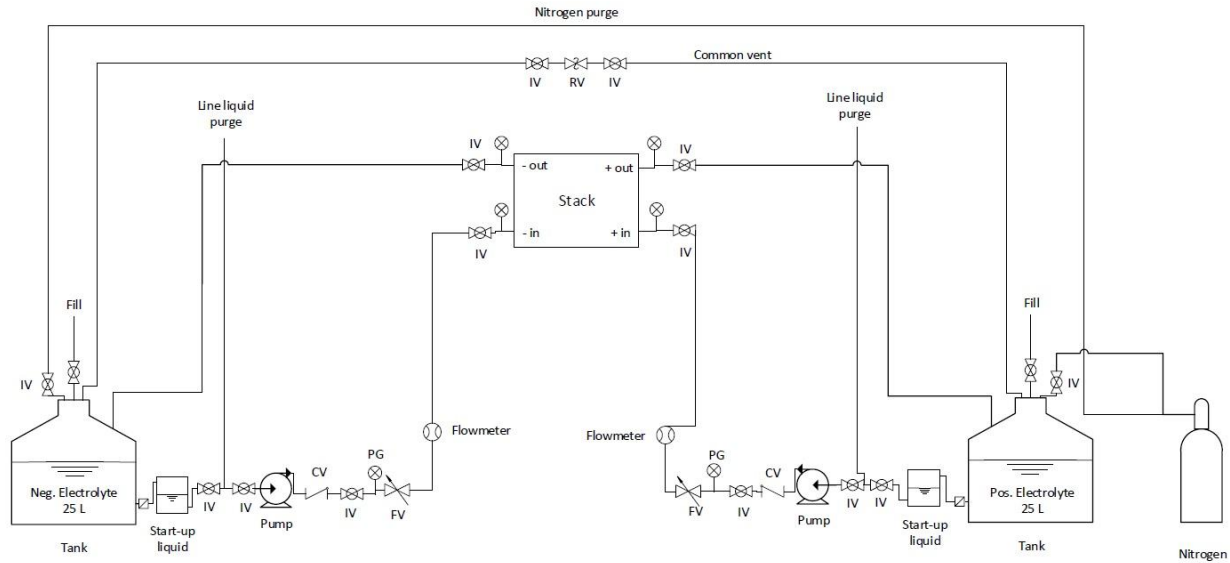 Nitrogen purge
Common vent
IV
RV
IV
Line liquid
purge
Line liquid
purge
IV
IV
- out
+ out
Stack
- in
+ in
IV
IV
Fill
Fill
IV
IV
Flowmeter
Flowmeter
PG
CV
PG
CV
Neg. Electrolyte
25 L
Pos. Electrolyte
25 L
IV
IV
Pump
IV
FV
FV
IV
Pump
IV
IV
Start-up
liquid
Start-up
liquid
Tank
Tank
Nitrogen